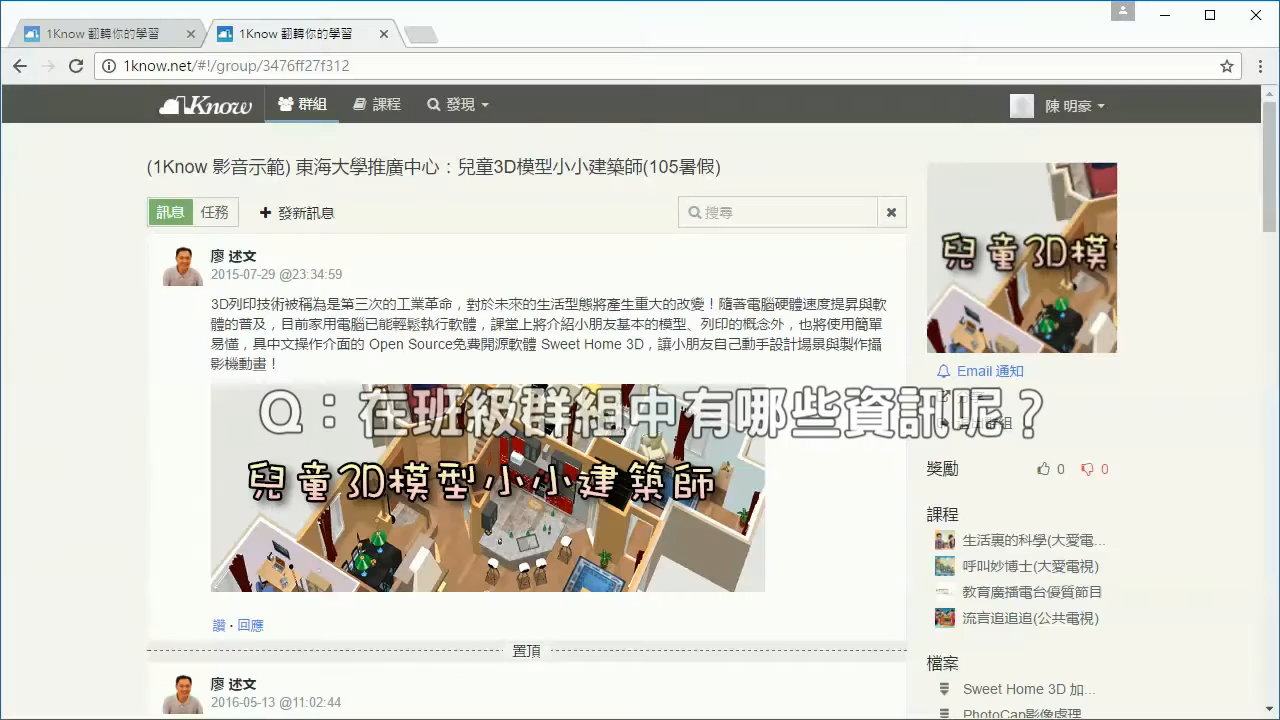 1Know 翻轉你的學習
1Know 翻轉你的學習
1know.net/#!/group/3476ff27f312
1Know
群組
課程
發現
陳 明豪
(1Know 影音示範) 東海大學推廣中心：兒童3D模型小小建築師(105暑假)
訊息
任務
發新訊息
搜尋
廖 述文
2015-07-29 @23:34:59
3D列印技術被稱為是第三次的工業革命，對於未來的生活型態將產生重大的改變！隨著電腦硬體速度提昇與軟
體的普及，目前家用電腦已能輕鬆執行軟體，課堂上將介紹小朋友基本的模型、列印的概念外，也將使用簡單
易懂，具中文操作介面的 Open Source免費開源軟體 Sweet Home 3D，讓小朋友自己動手設計場景與製作攝
影機動畫！
兒童3D模型小小建築師
Q：在班級群組中有哪些資訊呢？
讚 · 回應
置頂
廖 述文
2016-05-13 @11:02:44
兒童3D模
Email 通知
群組
獎勵
0
0
課程
生活裏的科學(大愛電...
呼叫妙博士(大愛電視)
教育廣播電台優質節目
流言追追追(公共電視)
檔案
Sweet Home 3D 加...
PhotoCap影像處理